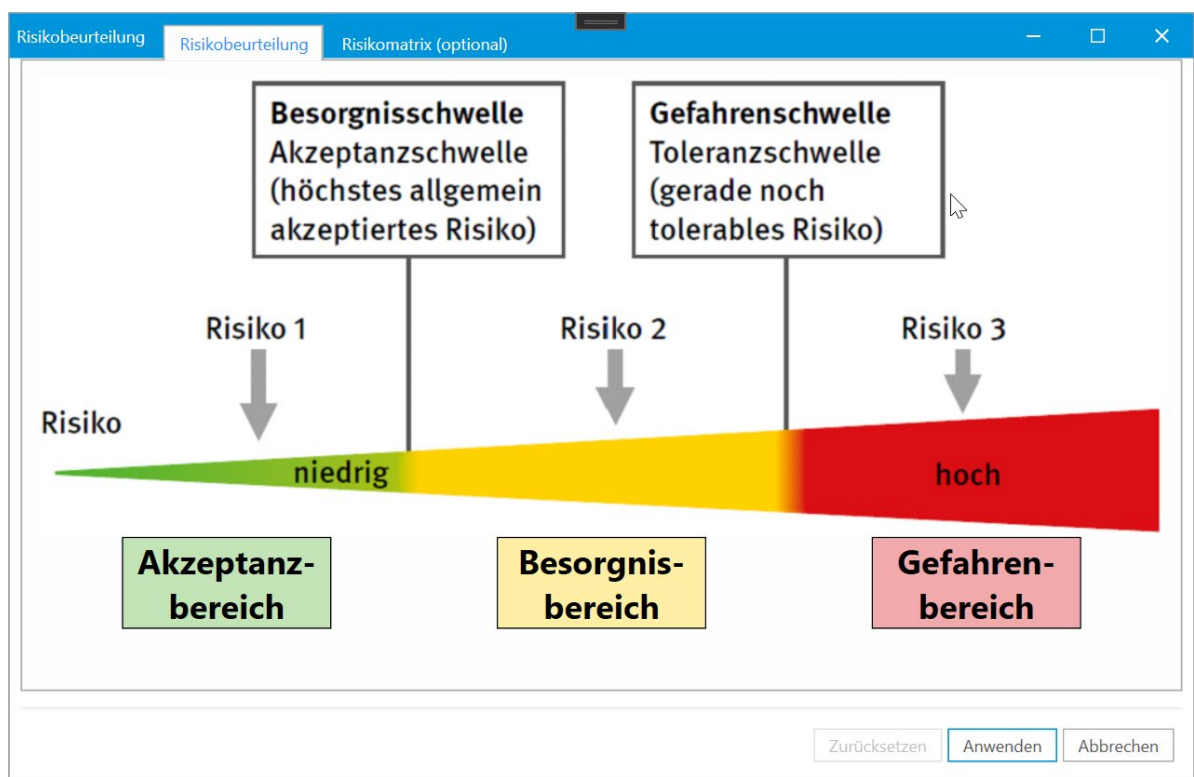 Risikobeurteilung
Risikobeurteilung
Risikomatrix (optional)
Besorgnisschwelle
Akzeptanzschwelle
(höchstes allgemein
akzeptiertes Risiko)
Gefahrenschwelle
Toleranzschwelle
(gerade noch
tolerables Risiko)
Risiko 1
Risiko 2
Risiko 3
Risiko
niedrig
hoch
Akzeptanz-
bereich
Besorgnis-
bereich
Gefahren-
bereich
Zurücksetzen
Anwenden
Abbrechen